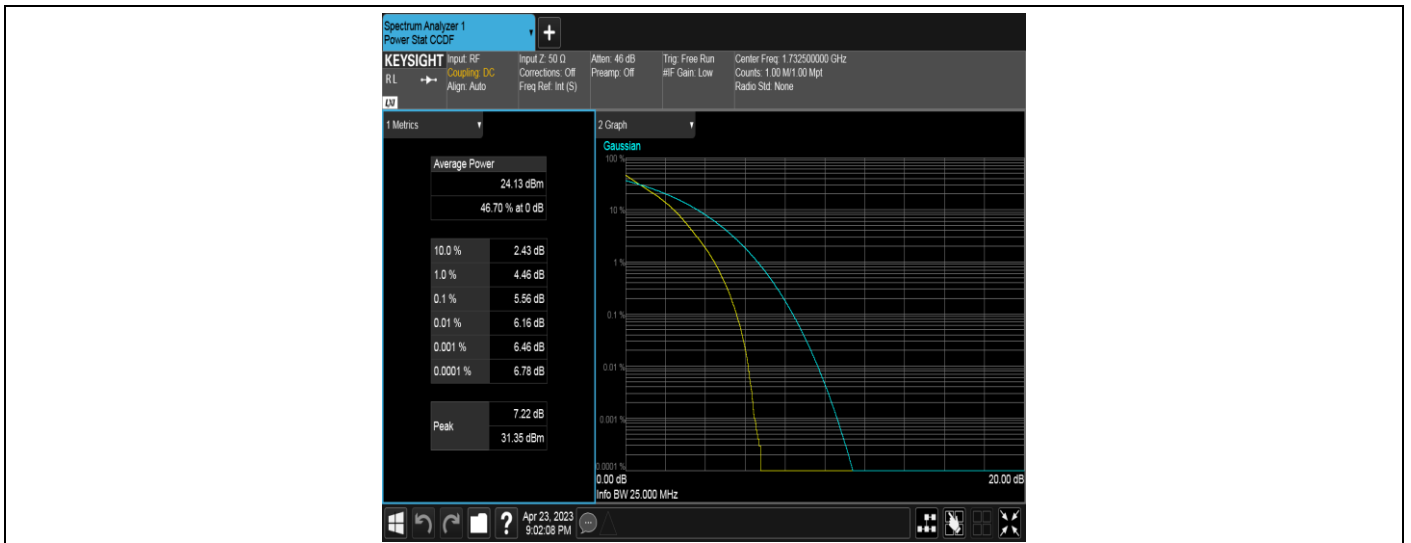 Spectrum Analyzer 1
Power Stat CCDF
+
KEYSIGHT
RL
LXI
Input: RF
Coupling: DC
Align: Auto
Input Z: 50 Ω
Corrections: Off
Freq Ref: Int (S)
Atten: 46 dB
Preamp: Off
Trig: Free Run
#IF Gain: Low
Center Freq: 1.732500000 GHz
Counts: 1.00 M/1.00 Mpt
Radio Std: None
1 Metrics
Average Power
24.13 dBm
46.70 % at 0 dB
10.0 % 2.43 dB
1.0 % 4.46 dB
0.1 % 5.56 dB
0.01 % 6.16 dB
0.001 % 6.46 dB
0.0001 % 6.78 dB
Peak
7.22 dB
31.35 dBm
2 Graph
Gaussian
100 %
10 %
1 %
0.1 %
0.01 %
0.001 %
0.0001 %
0.00 dB 20.00 dB
Info BW 25.000 MHz
?
Apr 23, 2023
9:02:08 PM